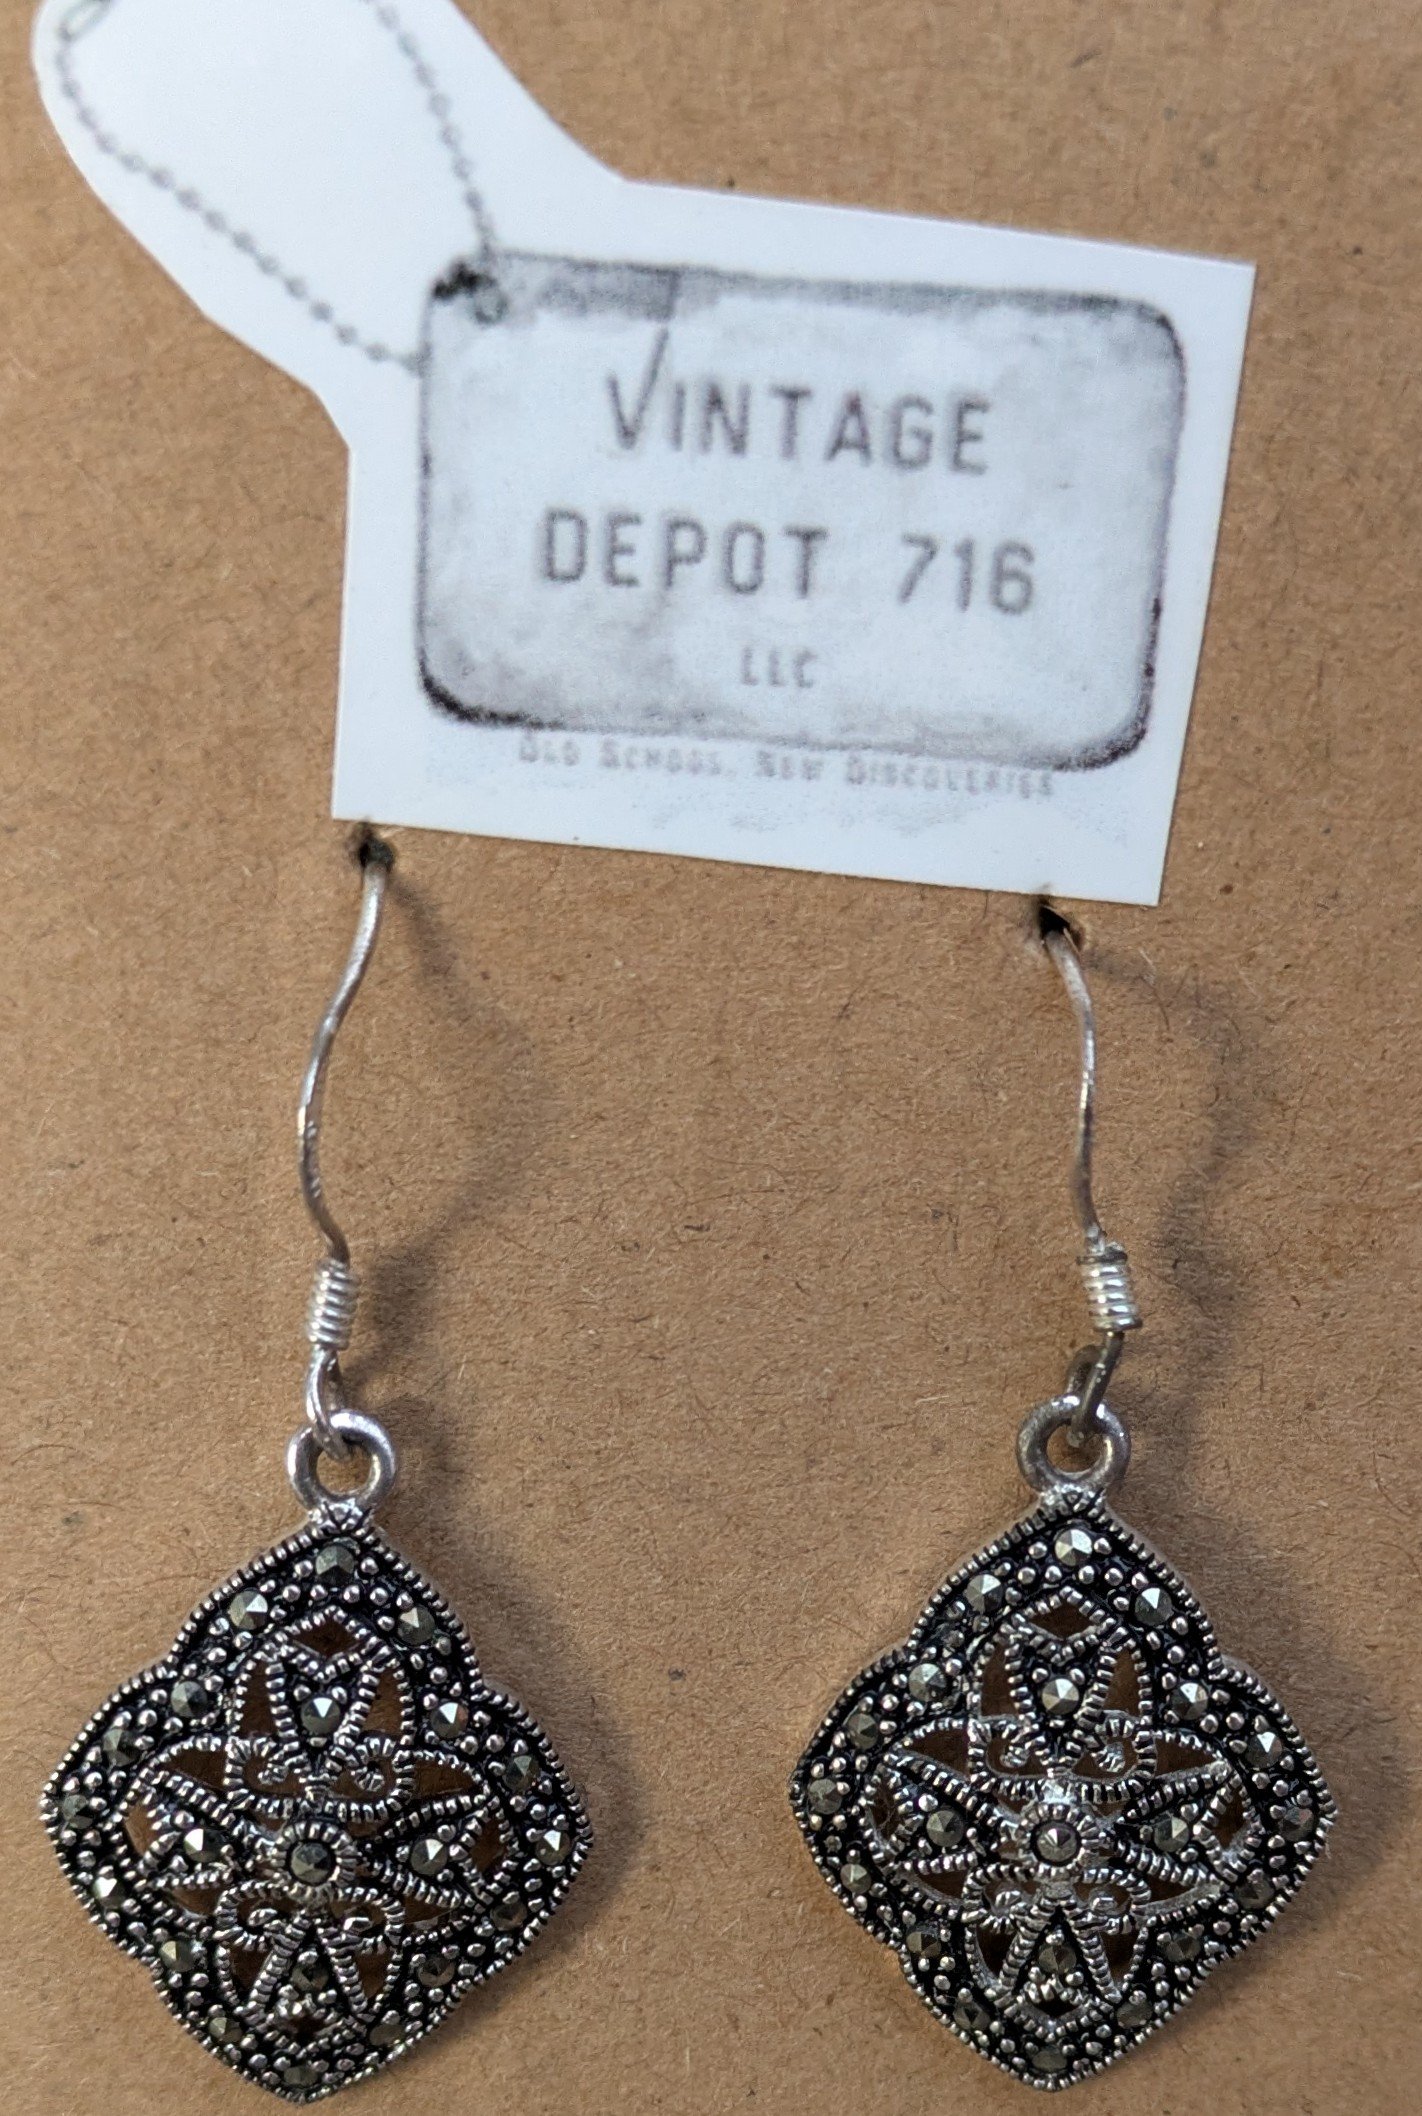 VINTAGE
DEPOT 716
LLC
OLD SCHOOL, NEW DISCOVERIES